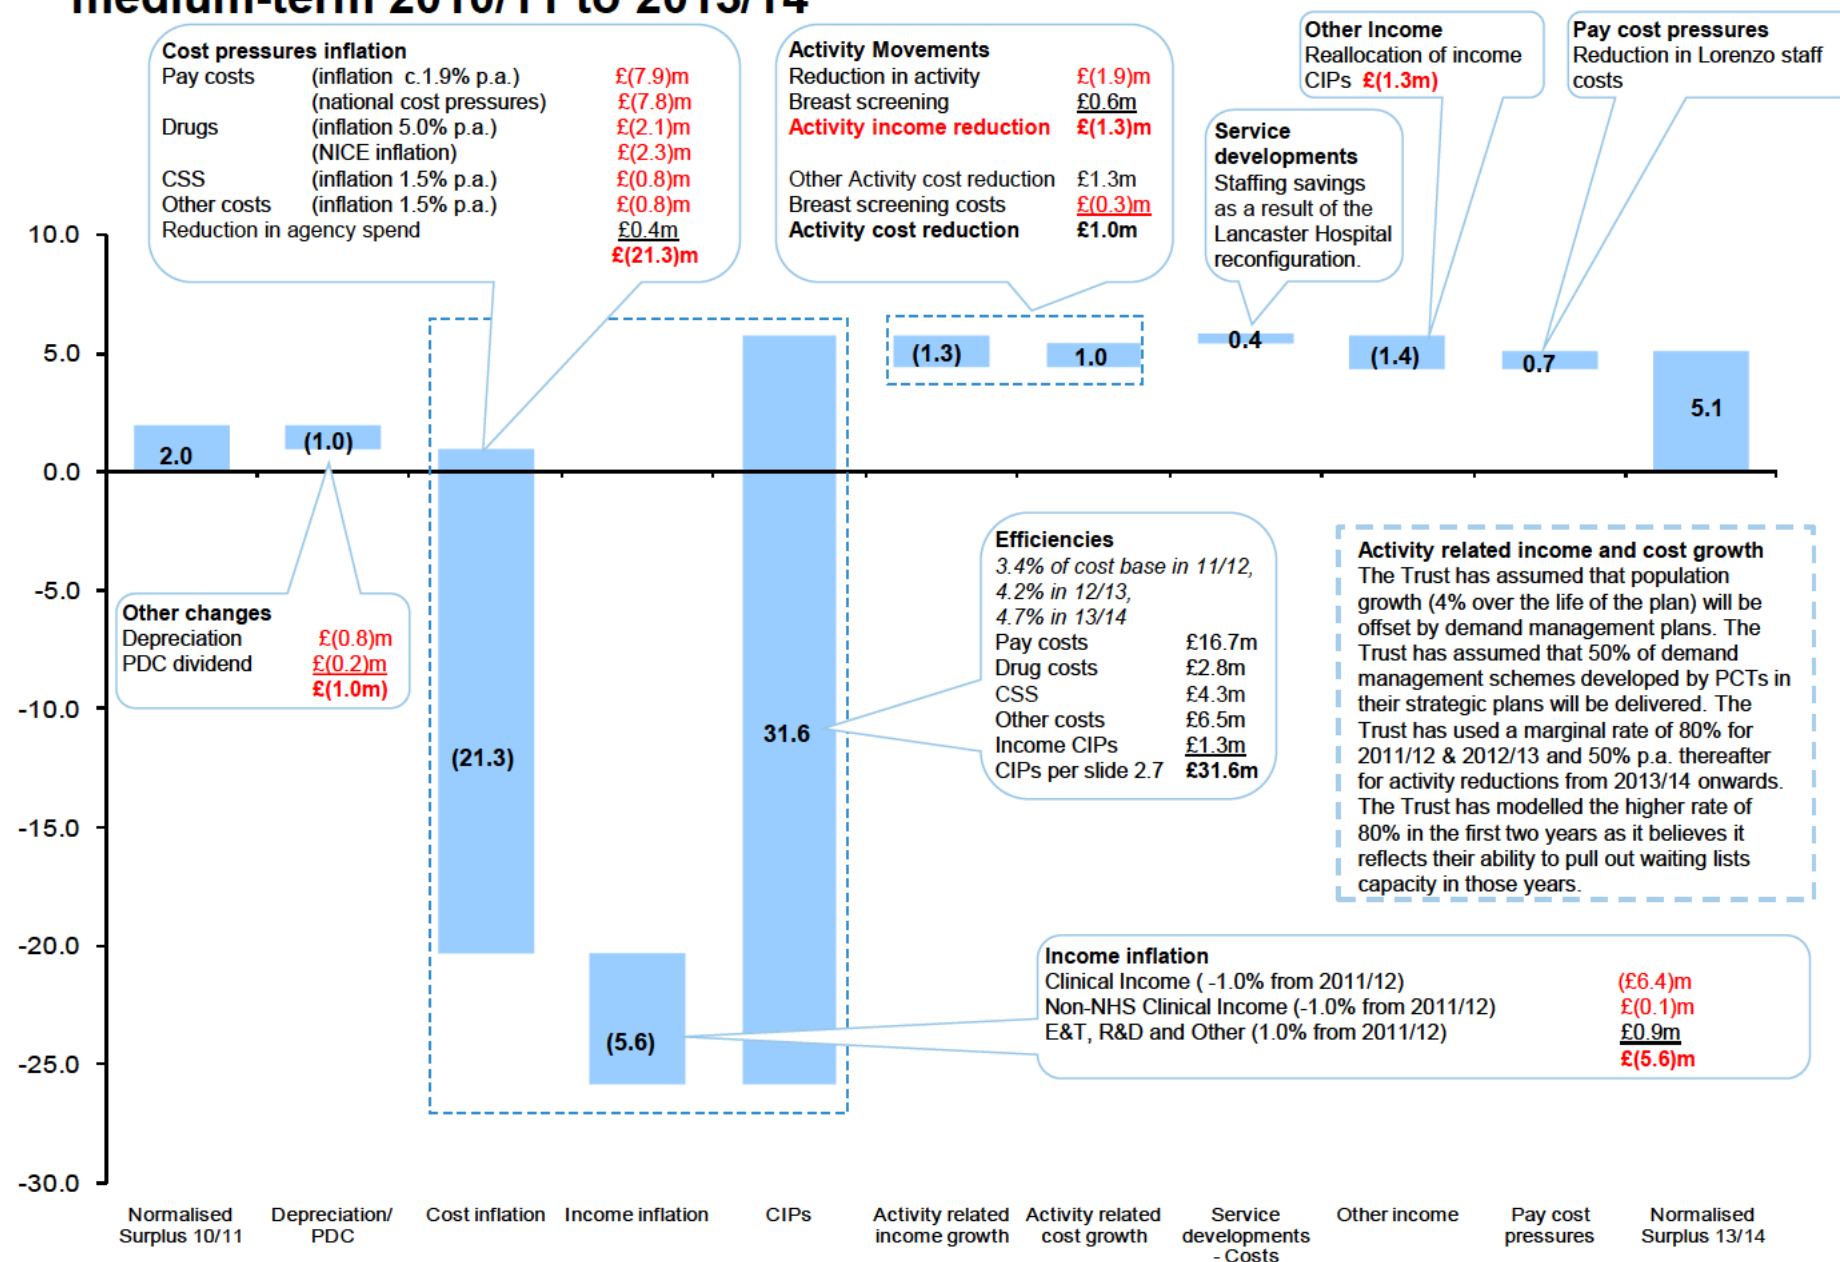 medium-term 2010/11 to 2013/14
Cost pressures inflation
Pay costs (inflation c.1.9% p.a.) £(7.9)m
(national cost pressures) £(7.8)m
Drugs (inflation 5.0% p.a.) £(2.1)m
(NICE inflation) £(2.3)m
CSS (inflation 1.5% p.a.) £(0.8)m
Other costs (inflation 1.5% p.a.) £(0.8)m
Reduction in agency spend £0.4m
£(21.3)m
Activity Movements
Reduction in activity £(1.9)m
Breast screening £0.6m
Activity income reduction £(1.3)m
Other Activity cost reduction £1.3m
Breast screening costs £(0.3)m
Activity cost reduction £1.0m
Service
developments
Staffing savings
as a result of the
Lancaster Hospital
reconfiguration.
Other Income
Reallocation of income
CIPs £(1.3m)
Pay cost pressures
Reduction in Lorenzo staff
costs
10.0
5.0
0.0
-5.0
-10.0
-15.0
-20.0
-25.0
-30.0
2.0
(1.0)
(21.3)
(5.6)
31.6
(1.3)
1.0
0.4
(1.4)
0.7
5.1
Other changes
Depreciation £(0.8)m
PDC dividend £(0.2)m
£(1.0m)
Efficiencies
3.4% of cost base in 11/12,
4.2% in 12/13,
4.7% in 13/14
Pay costs £16.7m
Drug costs £2.8m
CSS £4.3m
Other costs £6.5m
Income CIPs £1.3m
CIPs per slide 2.7 £31.6m
Activity related income and cost growth
The Trust has assumed that population
growth (4% over the life of the plan) will be
offset by demand management plans. The
Trust has assumed that 50% of demand
management schemes developed by PCTs in
their strategic plans will be delivered. The
Trust has used a marginal rate of 80% for
2011/12 & 2012/13 and 50% p.a. thereafter
for activity reductions from 2013/14 onwards.
The Trust has modelled the higher rate of
80% in the first two years as it believes it
reflects their ability to pull out waiting lists
capacity in those years.
Income inflation
Clinical Income ( -1.0% from 2011/12) (£6.4)m
Non-NHS Clinical Income (-1.0% from 2011/12) £(0.1)m
E&T, R&D and Other (1.0% from 2011/12) £0.9m
£(5.6)m
Normalised
Surplus 10/11
Depreciation/
PDC
Cost inflation
Income inflation
CIPs
Activity related
income growth
Activity related
cost growth
Service
developments
- Costs
Other income
Pay cost
pressures
Normalised
Surplus 13/14